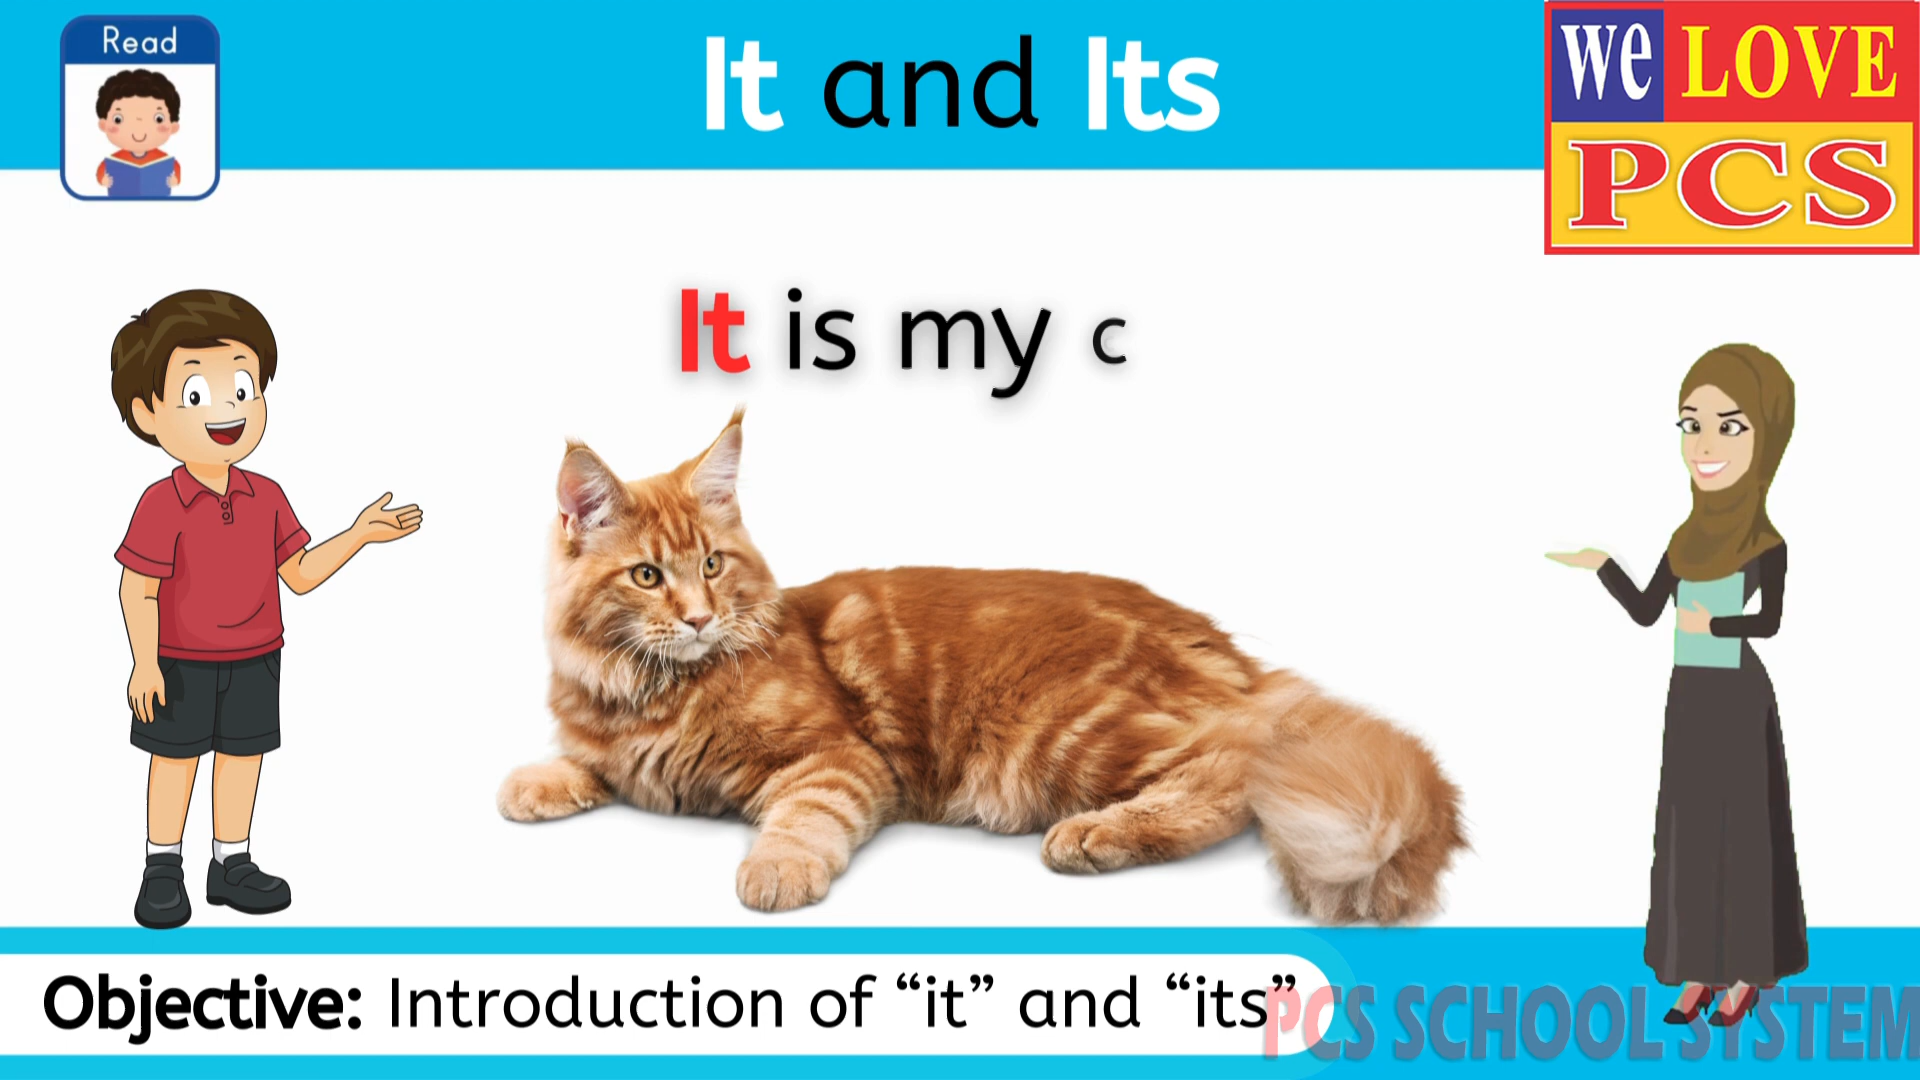 Read
It and Its
We LOVE
PCS
It is my c
Objective: Introduction of “it” and “its”
PCS SCHOOL SYSTEM